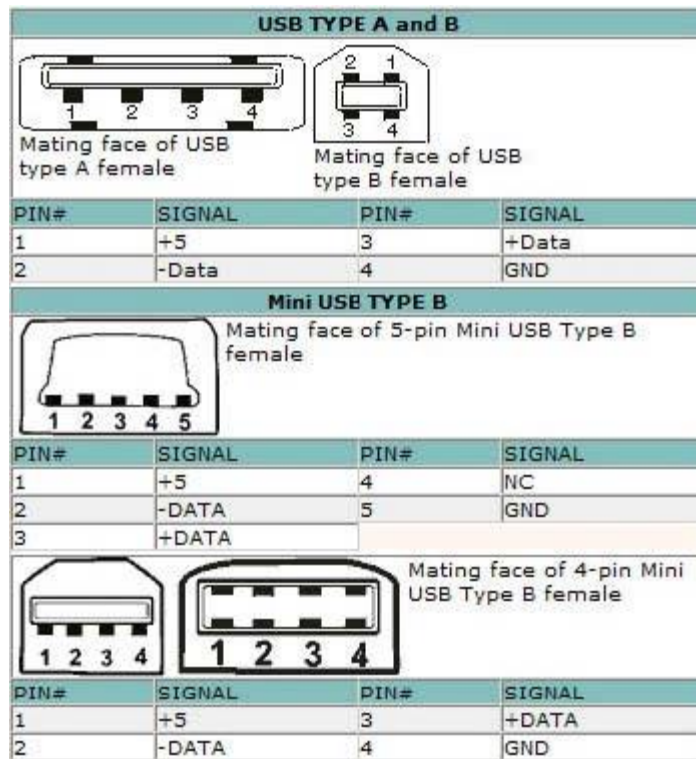 USB TYPE A and B
1 2 3 4
Mating face of USB
type A female
2 1
3 4
Mating face of USB
type B female
PIN# SIGNAL PIN# SIGNAL
1 +5 3 +Data
2 -Data 4 GND
Mini USB TYPE B
Mating face of 5-pin Mini USB Type B
female
1 2 3 4 5
PIN# SIGNAL PIN# SIGNAL
1 +5 4 NC
2 -DATA 5 GND
3 +DATA
Mating face of 4-pin Mini
USB Type B female
1 2 3 4
1 2 3 4
PIN# SIGNAL PIN# SIGNAL
1 +5 3 +DATA
2 -DATA 4 GND